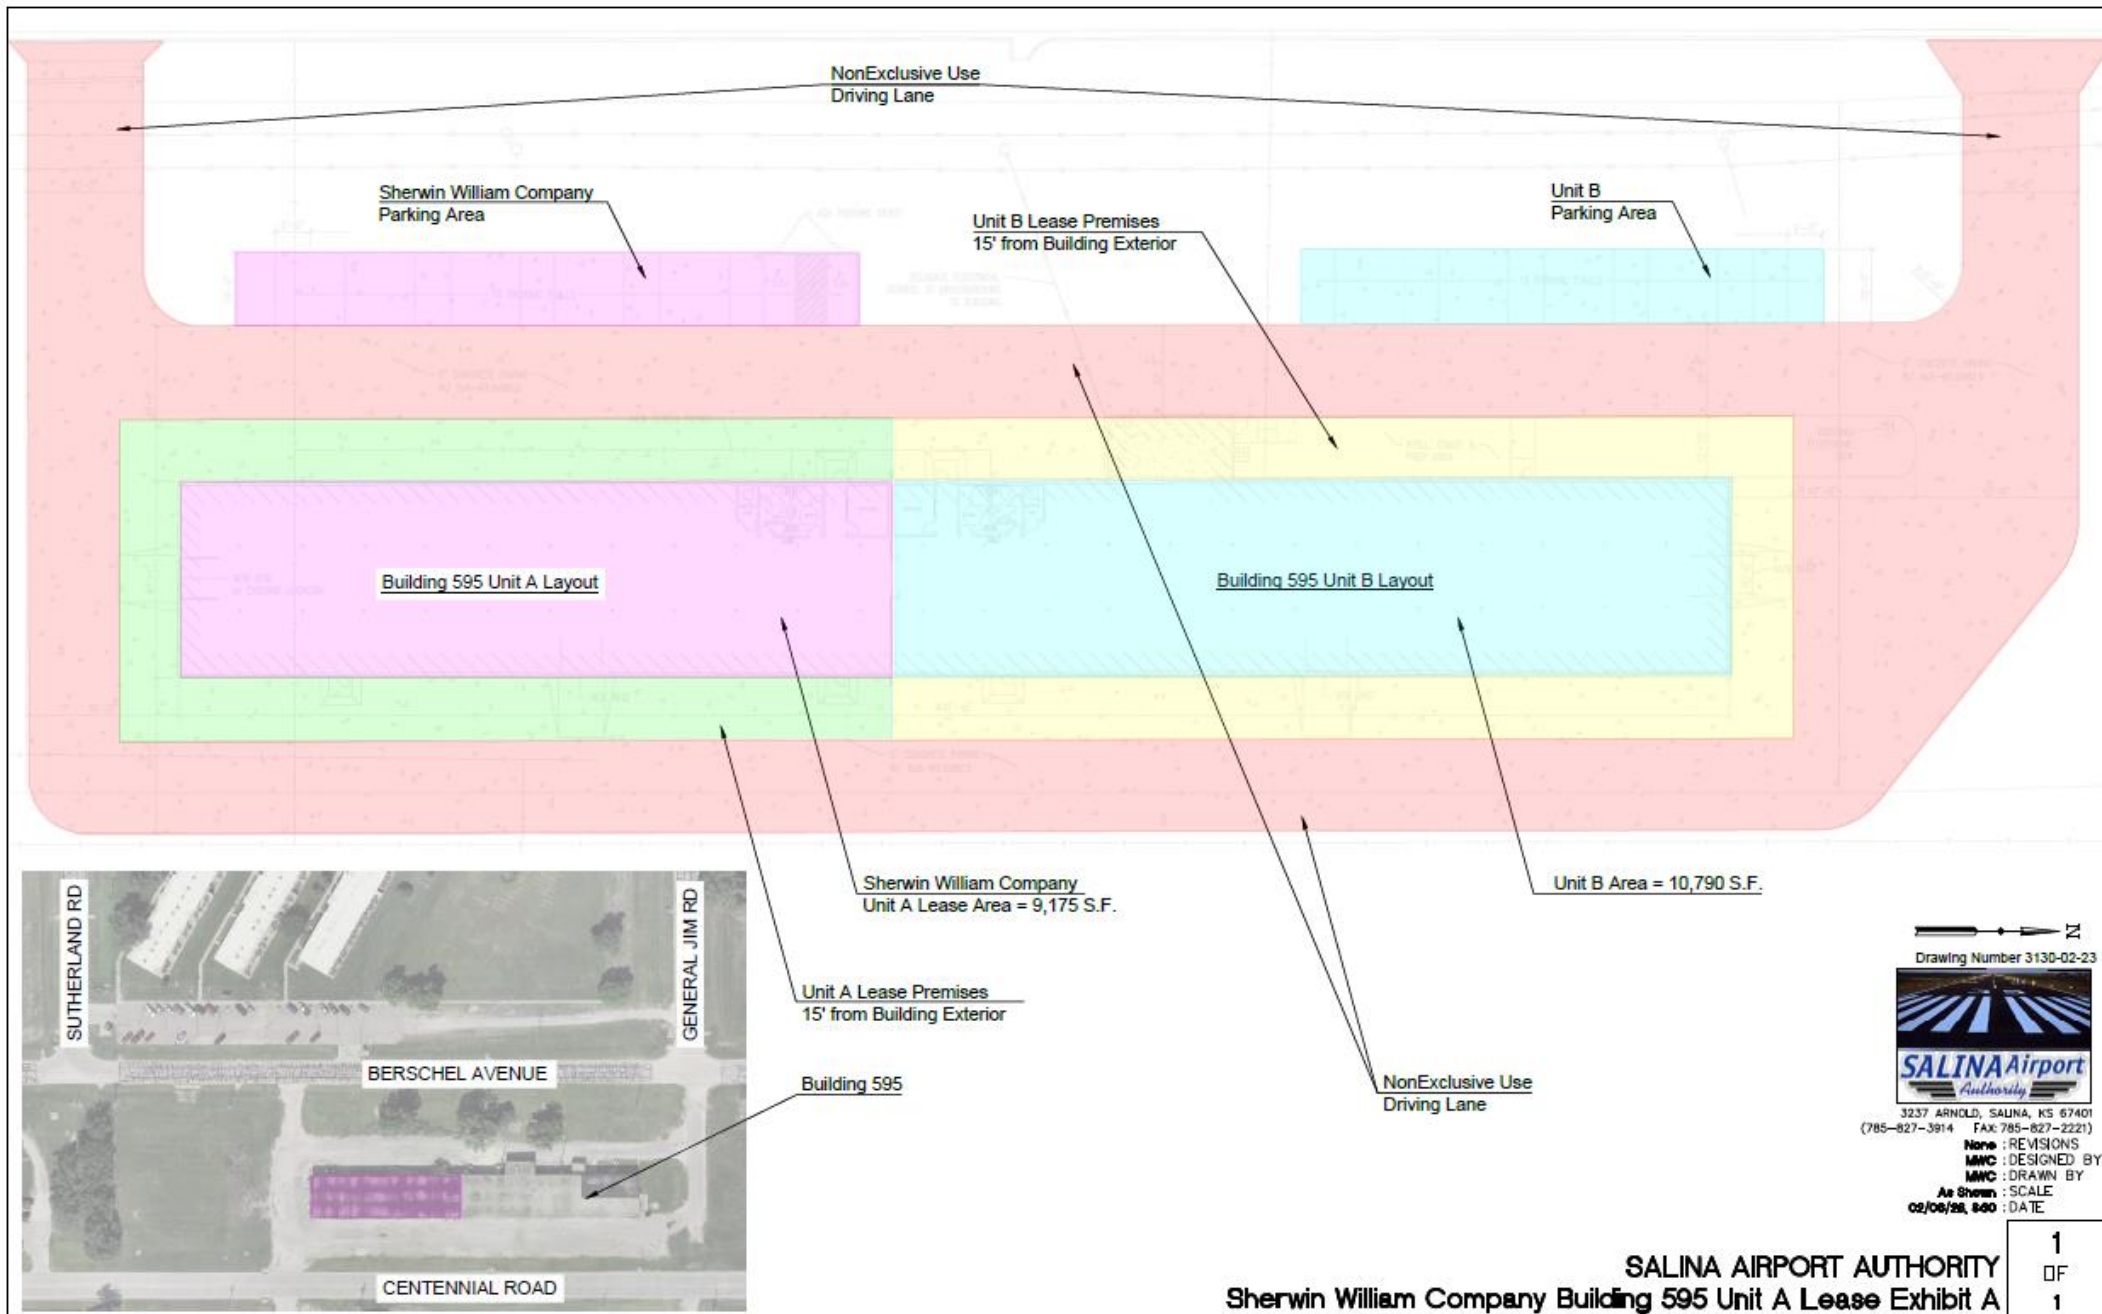 NonExclusive Use
Driving Lane
Sherwin William Company
Parking Area
Unit B Lease Premises
15' from Building Exterior
Unit B
Parking Area
Building 595 Unit A Layout
Building 595 Unit B Layout
Sherwin William Company
Unit A Lease Area = 9,175 S.F.
Unit B Area = 10,790 S.F.
Unit A Lease Premises
15' from Building Exterior
Building 595
NonExclusive Use
Driving Lane
SUTHERLAND RD
GENERAL JIM RD
BERSCHEL AVENUE
CENTENNIAL ROAD
N
Drawing Number 3130-02-23
SALINA Airport
Authority
3237 ARNOLD, SALINA, KS 67401
(785-827-3914 FAX: 785-827-2221)
None : REVISIONS
MWC : DESIGNED BY
MWC : DRAWN BY
As Shown : SCALE
: DATE
SALINA AIRPORT AUTHORITY
Sherwin William Company Building 595 Unit A Lease Exhibit A
1
OF
1